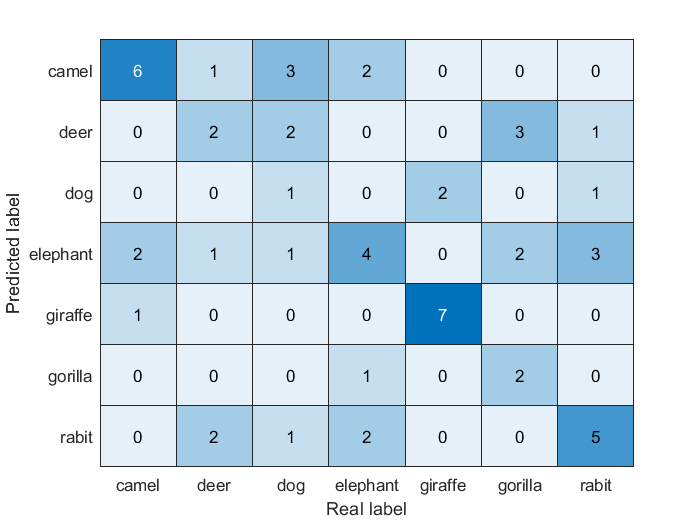 camel 6 1 3 2 0 0 0
deer 0 2 2 0 0 3 1
dog 0 0 1 0 2 0 1
elephant 2 1 1 4 0 2 3
giraffe 1 0 0 0 7 0 0
gorilla 0 0 0 1 0 2 0
rabit 0 2 1 2 0 0 5
camel deer dog elephant giraffe gorilla rabit
Real label
Predicted label